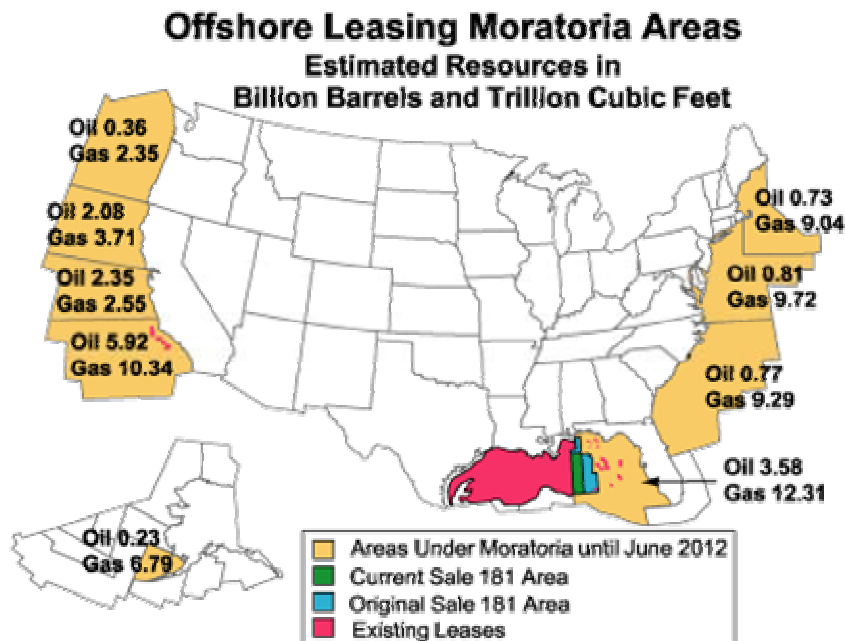 Offshore Leasing Moratoria Areas
Estimated Resources in
Billion Barrels and Trillion Cubic Feet
Oil 0.36
Gas 2.35
Oil 2.08
Gas 3.71
Oil 2.35
Gas 2.55
Oil 5.92
Gas 10.34
Oil 0.73
Gas 9.04
Oil 0.81
Gas 9.72
Oil 0.77
Gas 9.29
Oil 3.58
Gas 12.31
Oil 0.23
Gas 6.79
Areas Under Moratoria until June 2012
Current Sale 181 Area
Original Sale 181 Area
Existing Leases